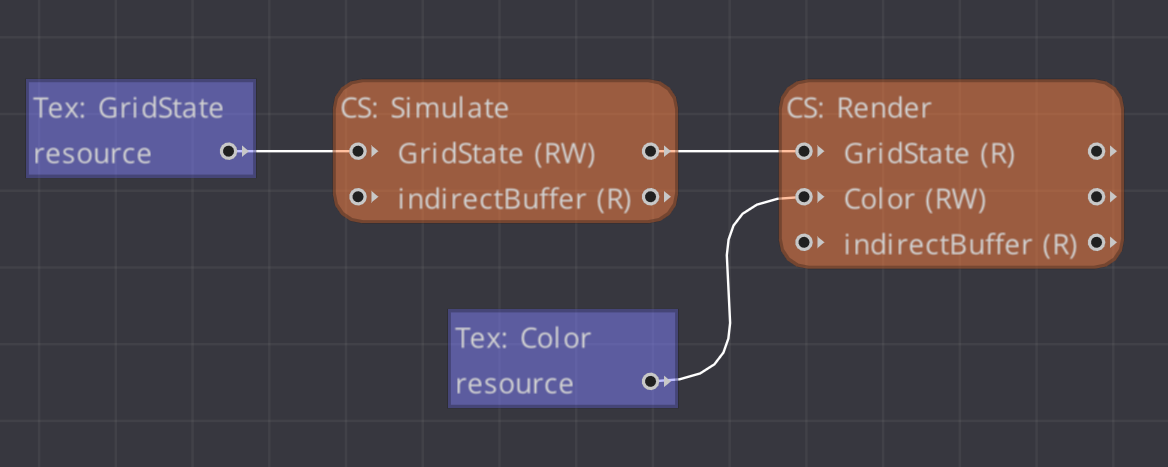 Tex: GridState
resource
CS: Simulate
GridState (RW)
indirectBuffer (R)
CS: Render
GridState (R)
Color (RW)
indirectBuffer (R)
Tex: Color
resource